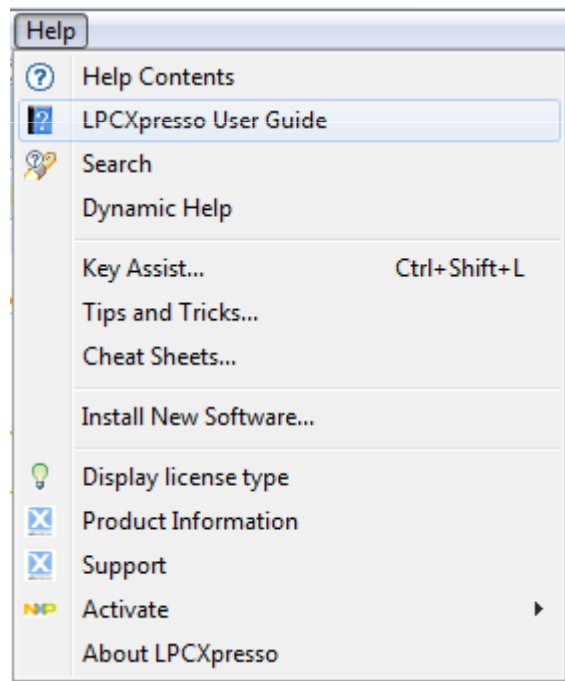 Help
Help Contents
LPCXpresso User Guide
Search
Dynamic Help
Key Assist... Ctrl+Shift+L
Tips and Tricks...
Cheat Sheets...
Install New Software...
Display license type
Product Information
Support
NXP Activate
About LPCXpresso